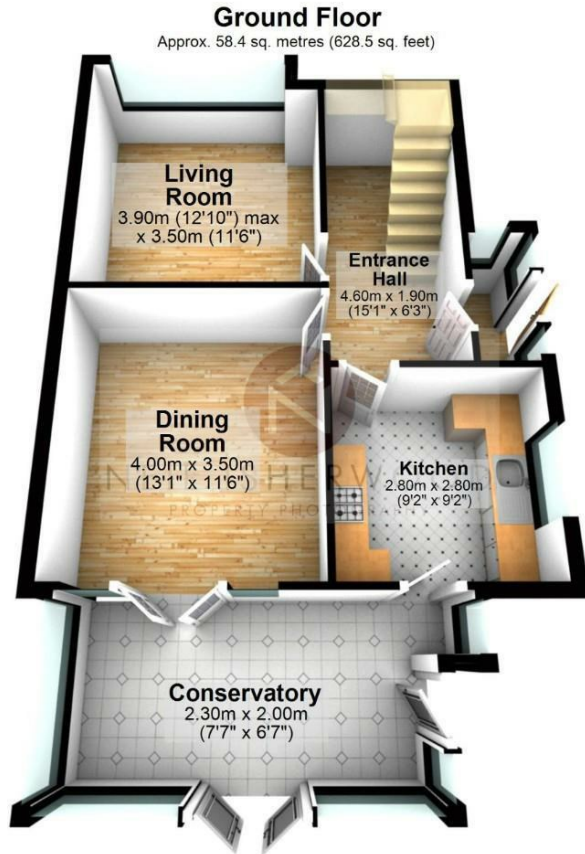 Ground Floor
Approx. 58.4 sq. metres (628.5 sq. feet)
Living
Room
3.90m (12'10") max
x 3.50m (11'6")
Entrance
Hall
4.60m x 1.90m
(15'1" x 6'3")
Dining
Room
4.00m x 3.50m
(13'1" x 11'6")
Kitchen
2.80m x 2.80m
(9'2" x 9'2")
PROPERTY
Conservatory
2.30m x 2.00m
(7'7" x 6'7")